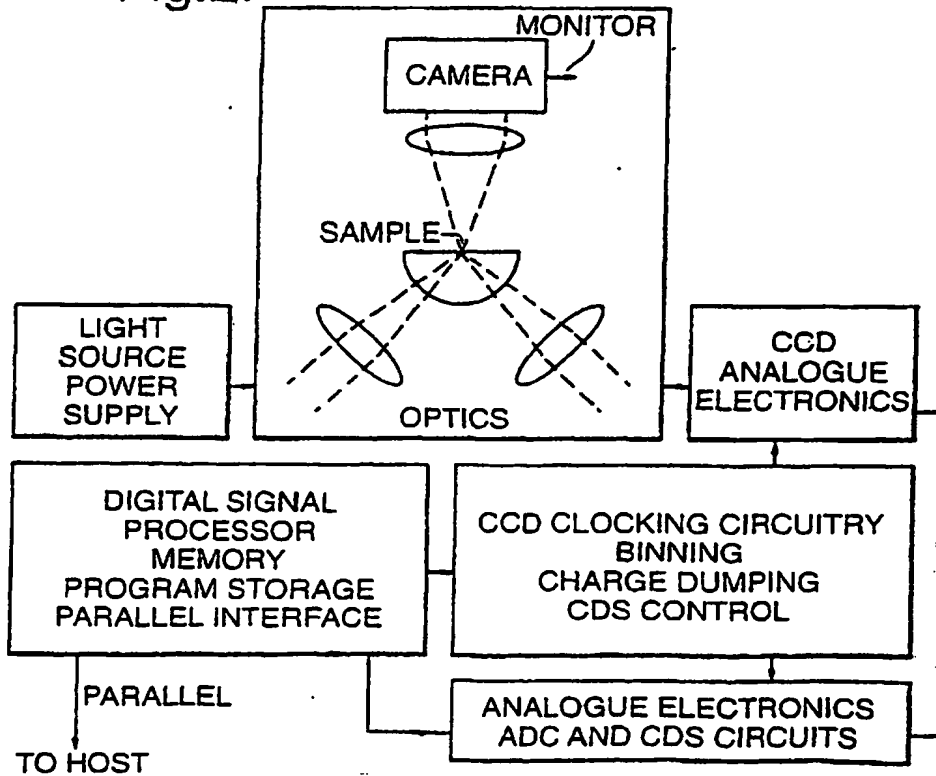 MONITOR
CAMERA
SAMPLE
LIGHT
SOURCE
POWER
SUPPLY
OPTICS
CCD
ANALOGUE
ELECTRONICS
DIGITAL SIGNAL
PROCESSOR
MEMORY
PROGRAM STORAGE
PARALLEL INTERFACE
CCD CLOCKING CIRCUITRY
BINNING
CHARGE DUMPING
CDS CONTROL
PARALLEL
TO HOST
ANALOGUE ELECTRONICS
ADC AND CDS CIRCUITS